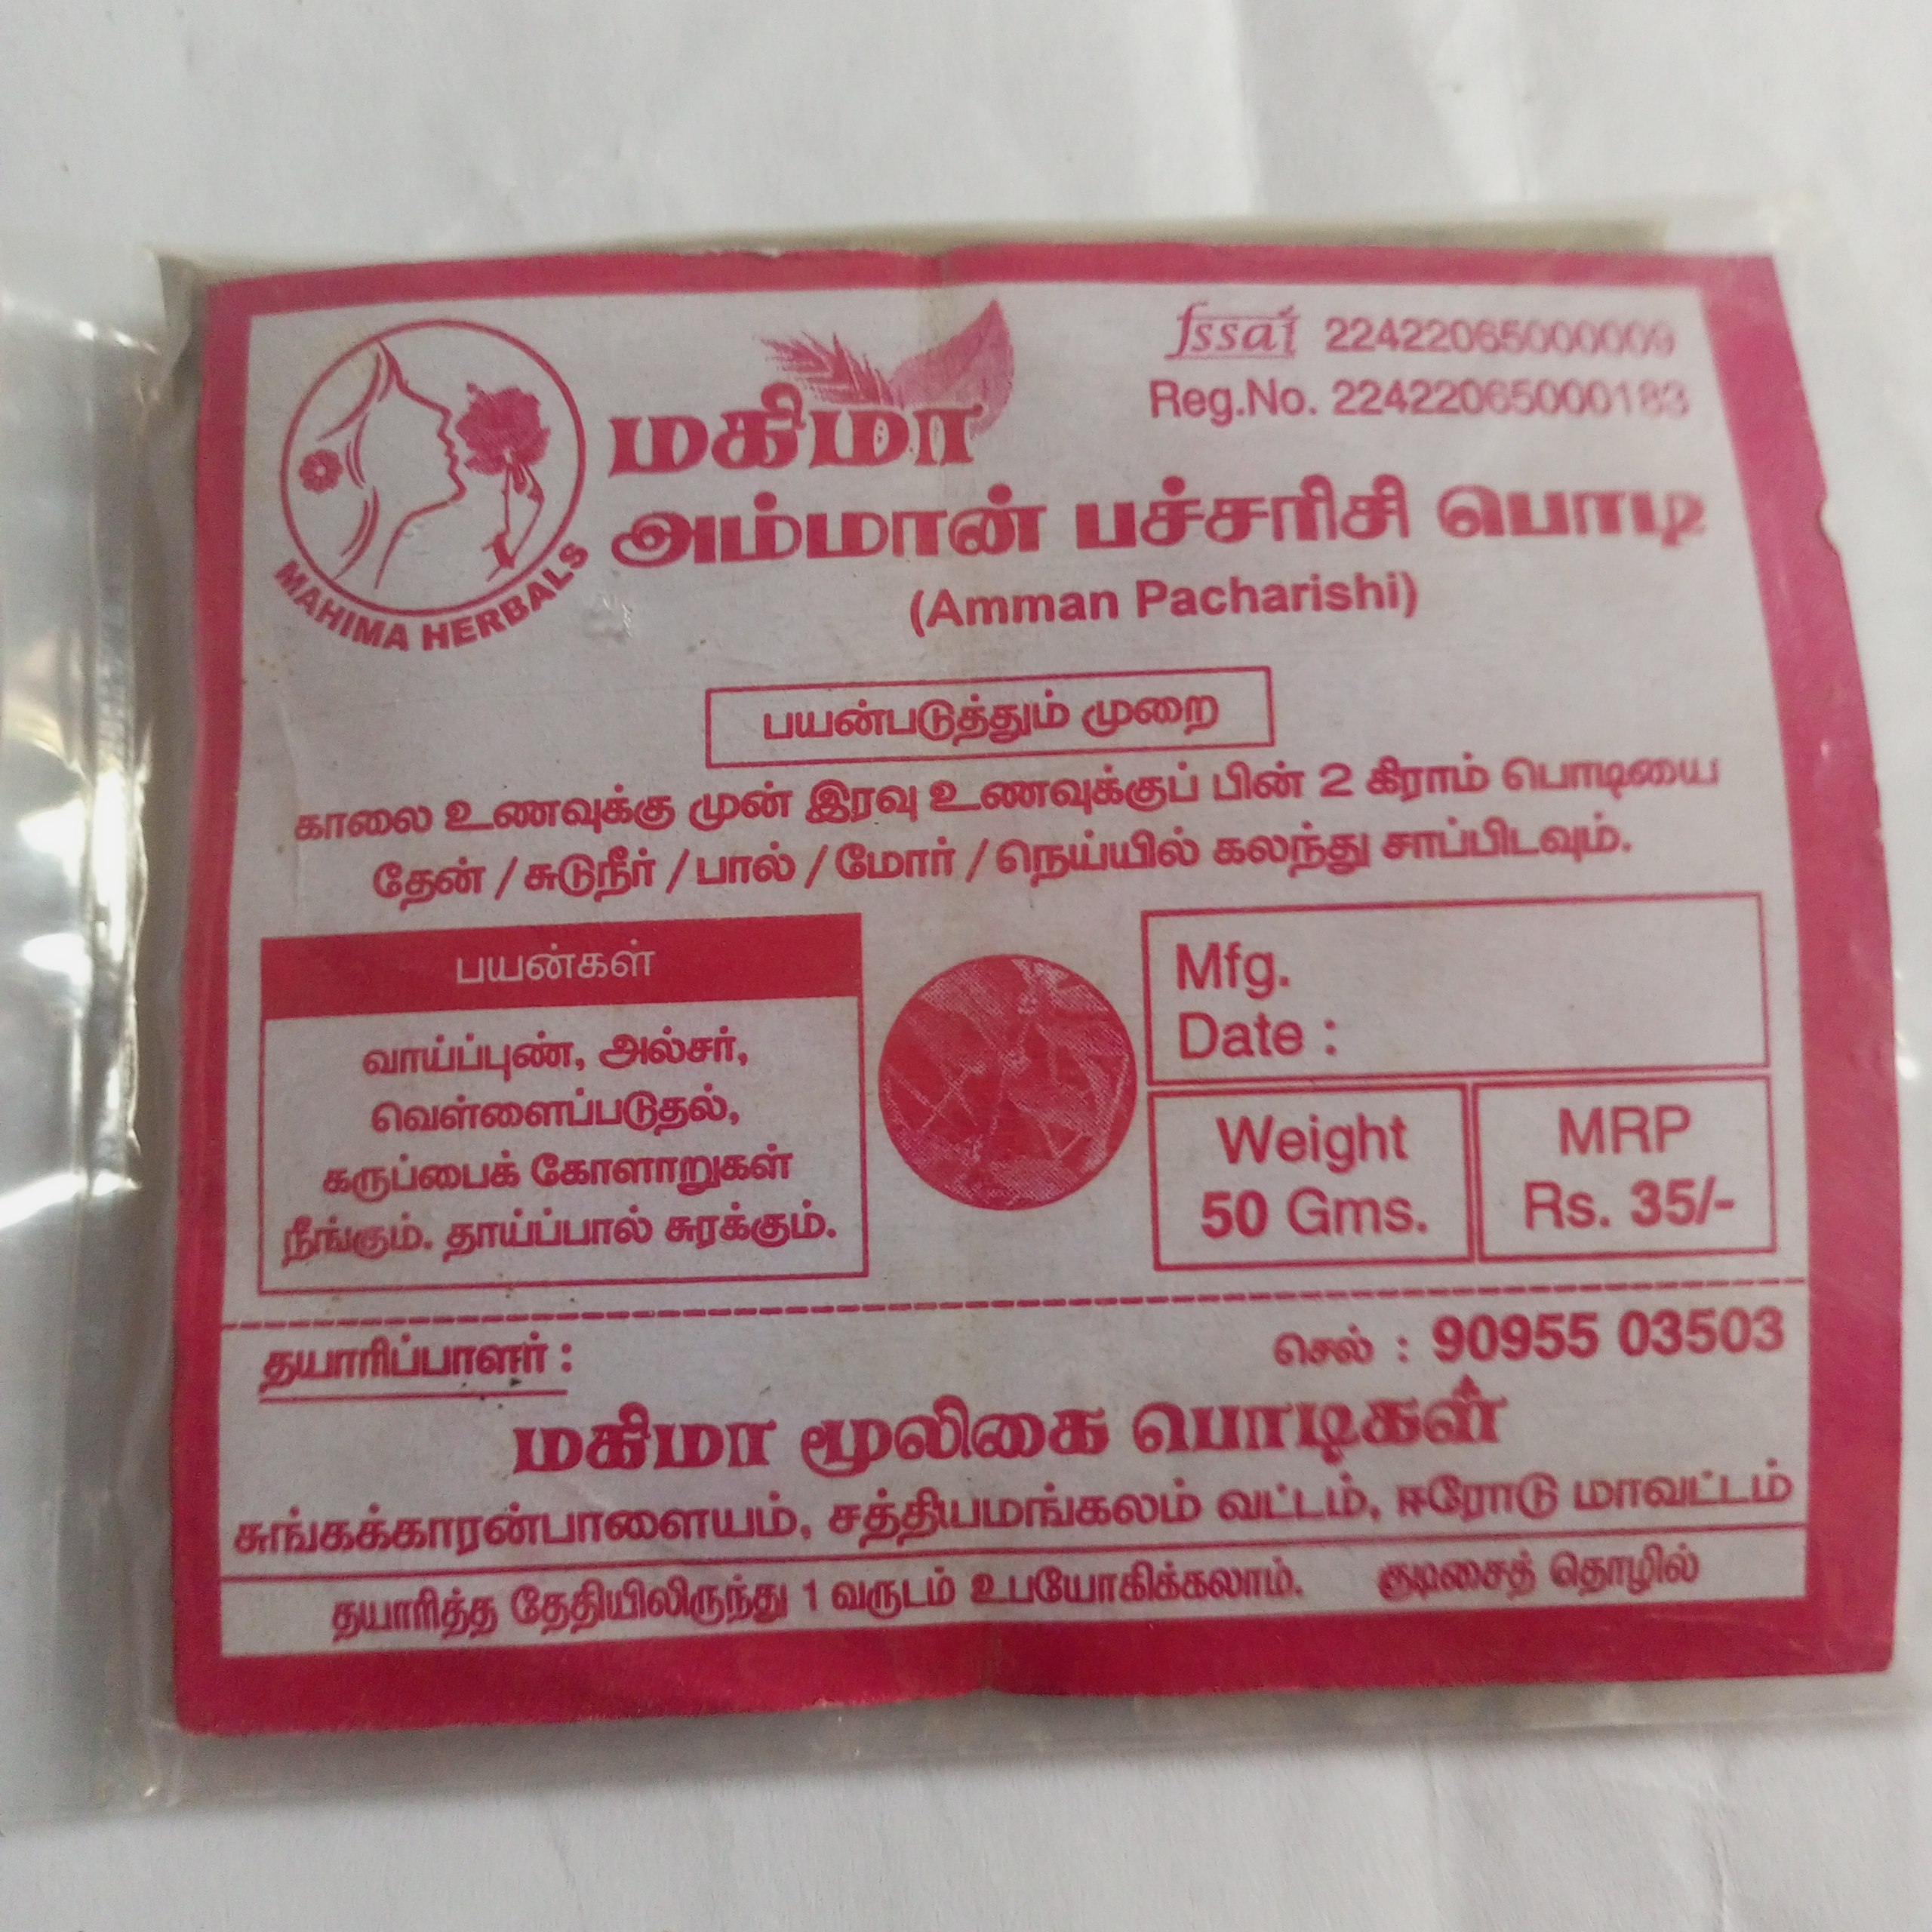 fssai 22422065000009
Reg.No. 22422065000183
மகிமா
அம்மான் பச்சரிசி பொடி
(Amman Pacharishi)
MAHIMA HERBALS
பயன்படுத்தும் முறை
காலை உணவுக்கு முன் இரவு உணவுக்குப் பின் 2 கிராம் பொடியை
தேன் / சுடுநீர் / பால் / மோர் / நெய்யில் கலந்து சாப்பிடவும்.
பயன்கள்
வாய்ப்புண், அல்சர்,
வெள்ளைப்படுதல்,
கருப்பைக் கோளாறுகள்
நீங்கும். தாய்ப்பால் சுரக்கும்.
Mfg.
Date :
Weight
50 Gms.
MRP
Rs. 35/-
தயாரிப்பாளர் :
செல் : 90955 03503
மகிமா மூலிகை பொடிகள்
சுங்கக்காரன்பாளையம், சத்தியமங்கலம் வட்டம், ஈரோடு மாவட்டம்
தயாரித்த தேதியிலிருந்து 1 வருடம் உபயோகிக்கலாம். குடிசைத் தொழில்